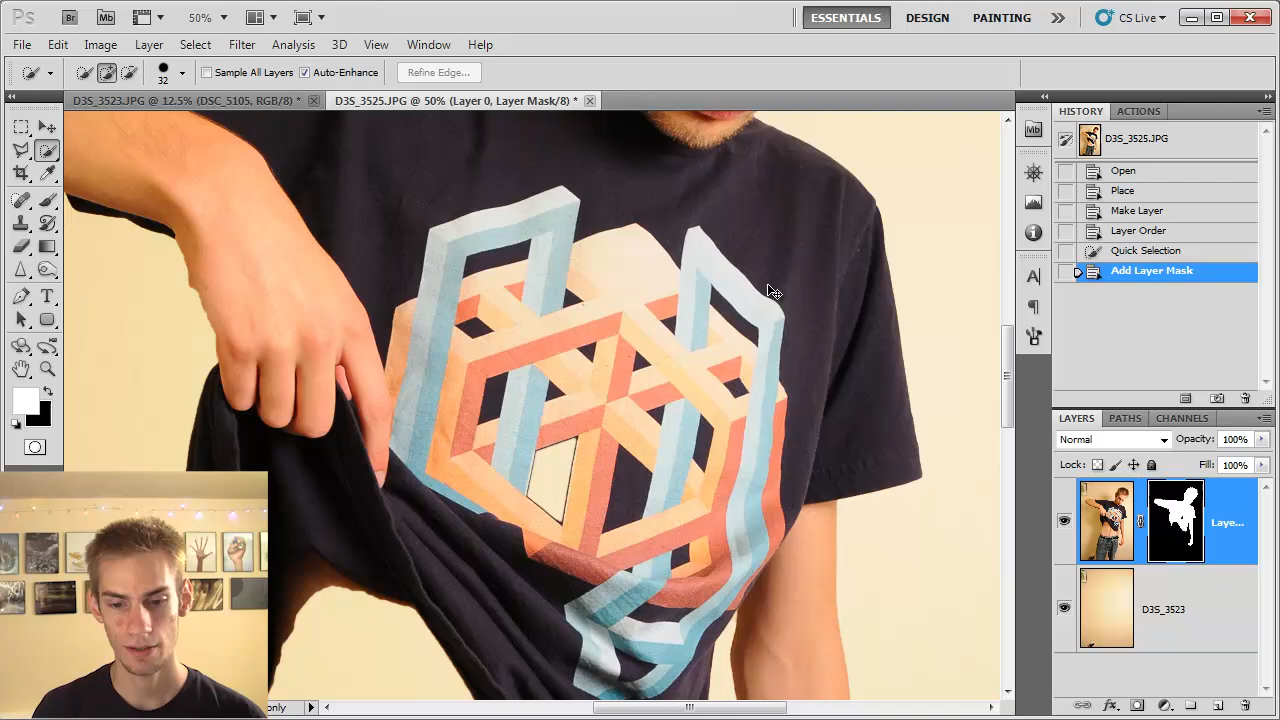 Ps Br Mb 50% ESSENTIALS DESIGN PAINTING CS Live
File Edit Image Layer Select Filter Analysis 3D View Window Help
32 Sample All Layers Auto-Enhance Refine Edge...
D3S_3523.JPG @ 12.5% (DSC_5105, RGB/8) * D3S_3525.JPG @ 50% (Layer 0, Layer Mask/8) *
HISTORY ACTIONS
Mb
D3S_3525.JPG
Open
Place
Make Layer
Layer Order
Quick Selection
Add Layer Mask
LAYERS PATHS CHANNELS
Normal Opacity: 100%
Lock: Fill: 100%
Laye...
D3S_3523
only